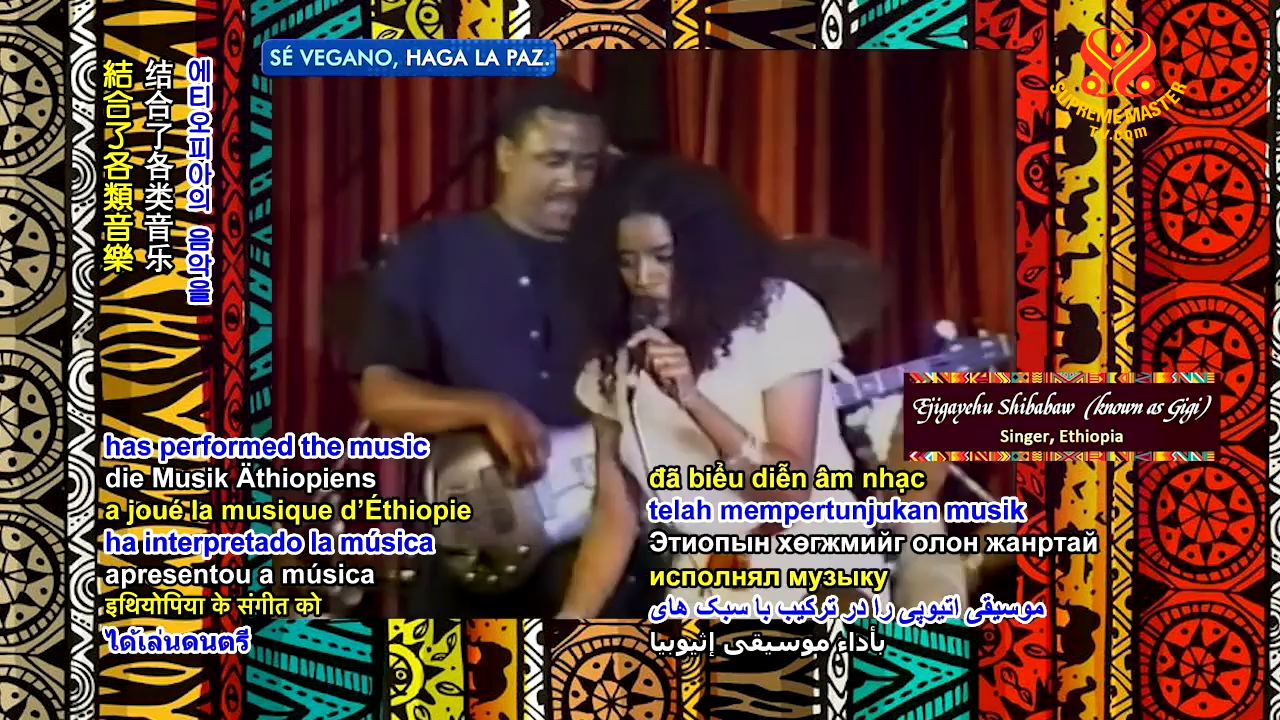 SÉ VEGANO, HAGA LA PAZ.
SUPREME MASTER
TV.com
結合了各類音樂
结合了各类音乐
에티오피아의 음악을
Ejigayehu Shibabaw (known as Gigi)
Singer, Ethiopia
has performed the music
die Musik Äthiopiens
a joué la musique d’Éthiopie
ha interpretado la música
apresentou a música
इथियोपिया के संगीत को
ได้เล่นดนตรี
đã biểu diễn âm nhạc
telah mempertunjukan musik
Этиопын хөгжмийг олон жанртай
исполнял музыку
موسیقی اتیوپی را در ترکیب با سبک های
بأداء موسيقى إثيوبيا